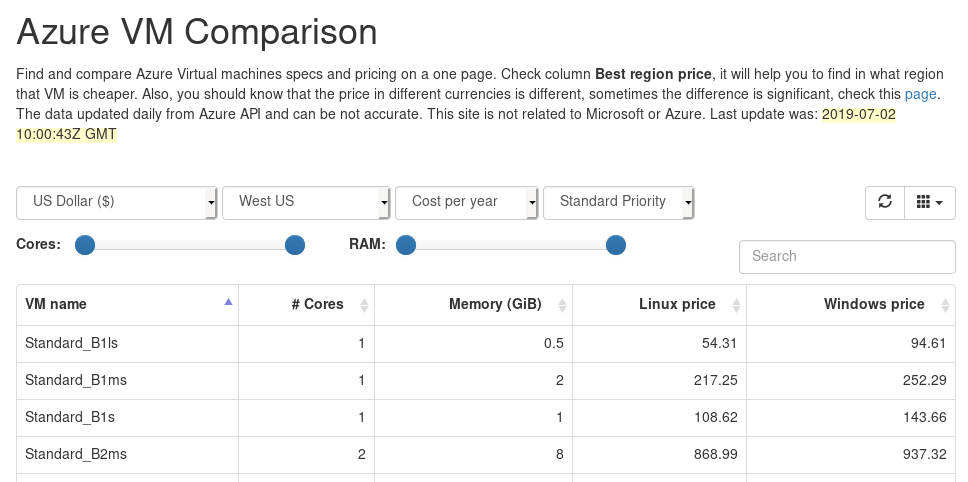 Azure VM Comparison
Find and compare Azure Virtual machines specs and pricing on a one page. Check column Best region price, it will help you to find in what region
that VM is cheaper. Also, you should know that the price in different currencies is different, sometimes the difference is significant, check this page.
The data updated daily from Azure API and can be not accurate. This site is not related to Microsoft or Azure. Last update was: 2019-07-02
10:00:43Z GMT
US Dollar ($) West US Cost per year Standard Priority
Cores: RAM:
Search
VM name # Cores Memory (GiB) Linux price Windows price
Standard_B1ls 1 0.5 54.31 94.61
Standard_B1ms 1 2 217.25 252.29
Standard_B1s 1 1 108.62 143.66
Standard_B2ms 2 8 868.99 937.32